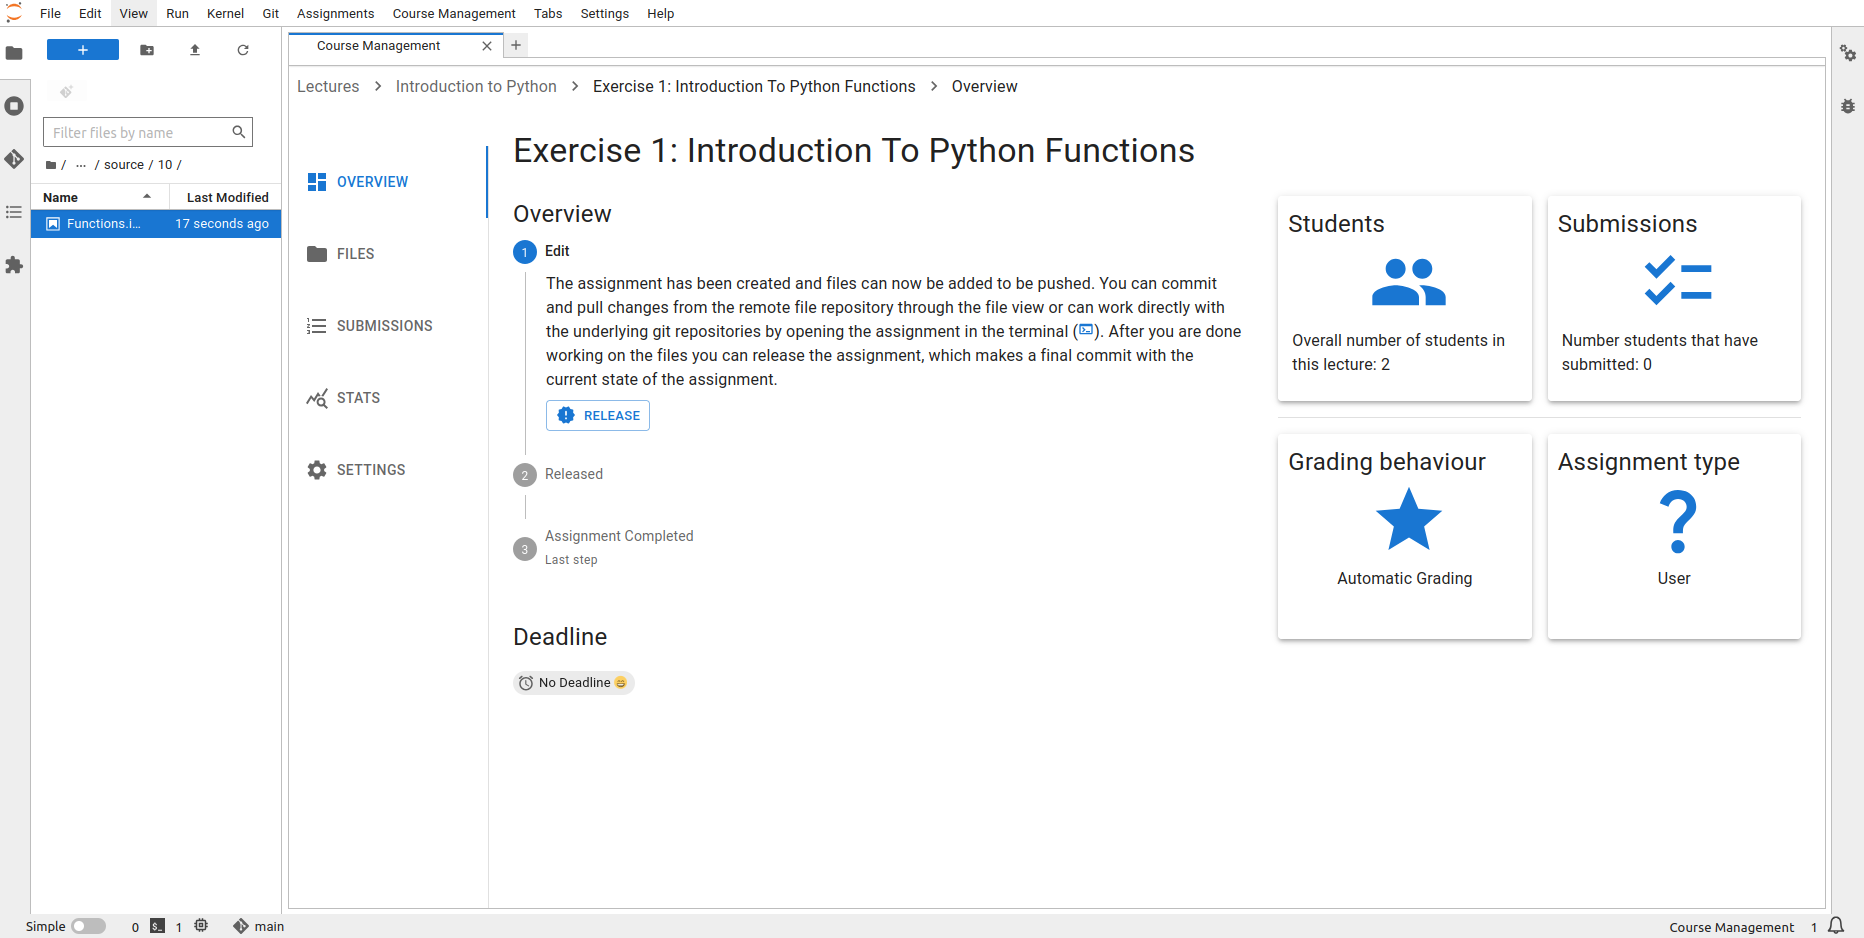 File Edit View Run Kernel Git Assignments Course Management Tabs Settings Help
+
Course Management
+
Lectures > Introduction to Python > Exercise 1: Introduction To Python Functions > Overview
Filter files by name
/ ... / source / 10 /
Name Last Modified
Functions.i... 17 seconds ago
OVERVIEW
FILES
SUBMISSIONS
STATS
SETTINGS
Exercise 1: Introduction To Python Functions
Overview
1 Edit
The assignment has been created and files can now be added to be pushed. You can commit
and pull changes from the remote file repository through the file view or can work directly with
the underlying git repositories by opening the assignment in the terminal ( ). After you are done
working on the files you can release the assignment, which makes a final commit with the
current state of the assignment.
RELEASE
2 Released
3 Assignment Completed
Last step
Deadline
No Deadline 😄
Students
Overall number of students in
this lecture: 2
Submissions
Number students that have
submitted: 0
Grading behaviour
Automatic Grading
Assignment type
?
User
Simple 0 $_ 1 main
Course Management 1